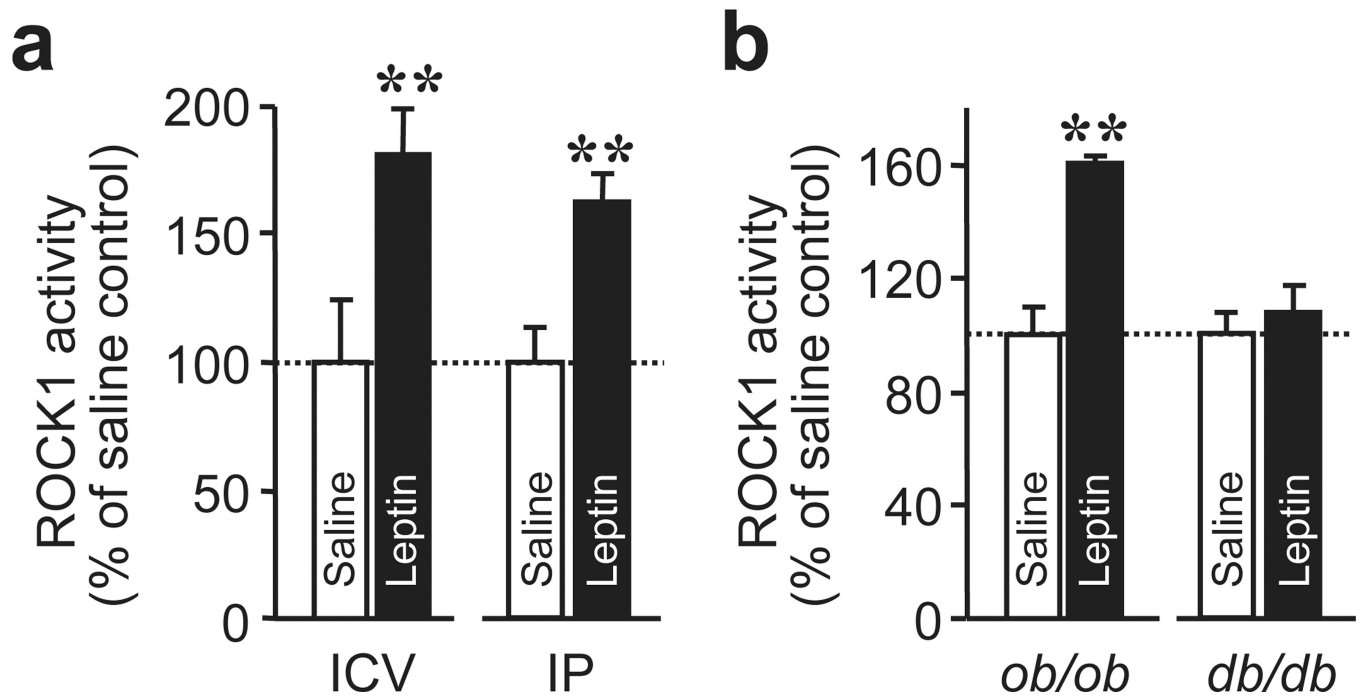 a
ROCK1 activity
(% of saline control)
200
150
100
50
0
**
**
Saline
Leptin
Saline
Leptin
ICV
IP
b
ROCK1 activity
(% of saline control)
160
120
80
40
0
**
Saline
Leptin
Saline
Leptin
ob/ob
db/db